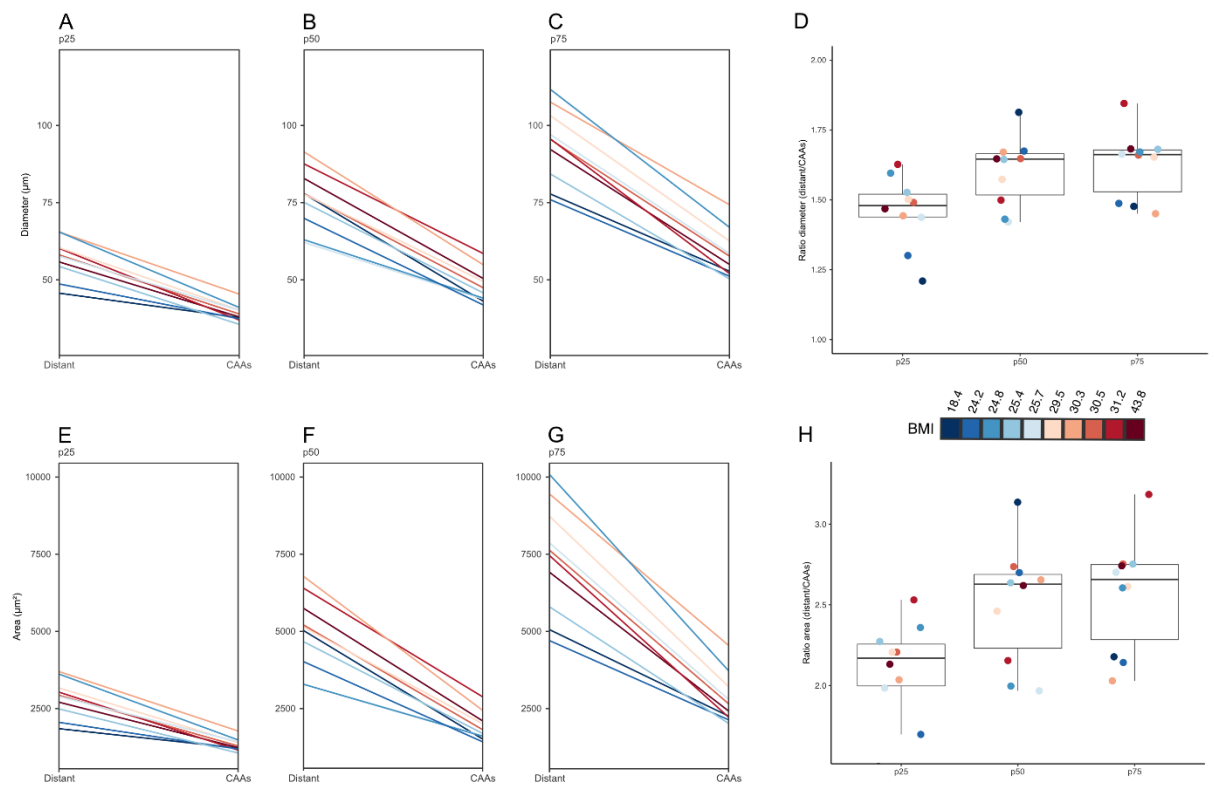 A
p25
Diameter (µm)
100
75
50
Distant
CAAs
B
p50
100
75
50
Distant
CAAs
C
p75
100
75
50
Distant
CAAs
D
Ratio diameter (distant/CAAs)
2.00
1.75
1.50
1.25
1.00
p25
p50
p75
BMI
18.4
24.2
24.8
25.4
25.7
29.5
30.3
30.5
31.2
43.8
E
p25
Area (µm²)
10000
7500
5000
2500
Distant
CAAs
F
p50
10000
7500
5000
2500
Distant
CAAs
G
p75
10000
7500
5000
2500
Distant
CAAs
H
Ratio area (distant/CAAs)
3.0
2.5
2.0
p25
p50
p75